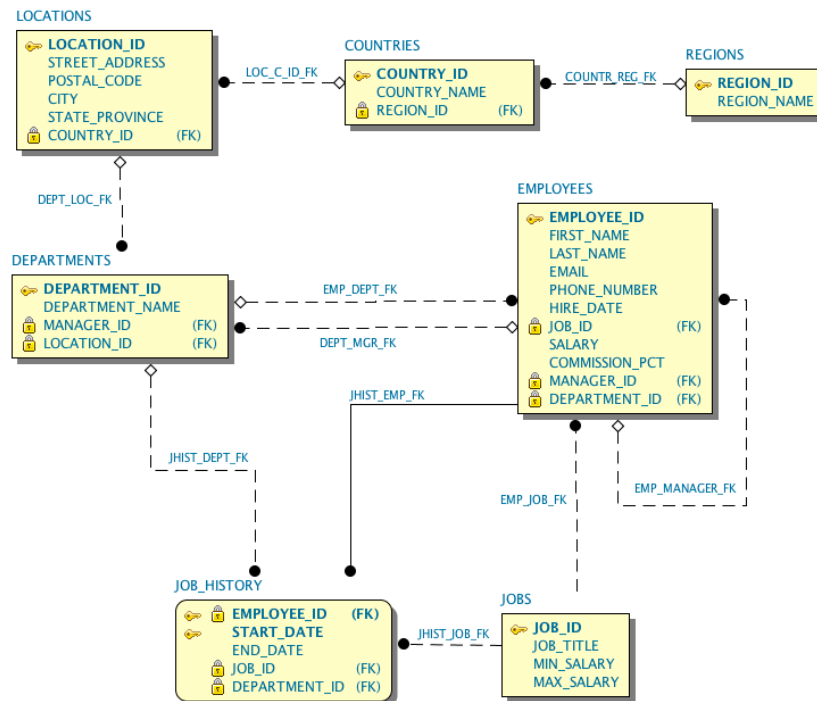 LOCATIONS
LOCATION_ID
STREET_ADDRESS
POSTAL_CODE
CITY
STATE_PROVINCE
COUNTRY_ID (FK)
LOC_C_ID_FK
COUNTRIES
COUNTRY_ID
COUNTRY_NAME
REGION_ID (FK)
COUNTR_REG_FK
REGIONS
REGION_ID
REGION_NAME
DEPT_LOC_FK
DEPARTMENTS
DEPARTMENT_ID
DEPARTMENT_NAME
MANAGER_ID (FK)
LOCATION_ID (FK)
EMP_DEPT_FK
DEPT_MGR_FK
EMPLOYEES
EMPLOYEE_ID
FIRST_NAME
LAST_NAME
EMAIL
PHONE_NUMBER
HIRE_DATE
JOB_ID (FK)
SALARY
COMMISSION_PCT
MANAGER_ID (FK)
DEPARTMENT_ID (FK)
JHIST_EMP_FK
JHIST_DEPT_FK
EMP_JOB_FK
EMP_MANAGER_FK
JOB_HISTORY
EMPLOYEE_ID (FK)
START_DATE
END_DATE
JOB_ID (FK)
DEPARTMENT_ID (FK)
JHIST_JOB_FK
JOBS
JOB_ID
JOB_TITLE
MIN_SALARY
MAX_SALARY